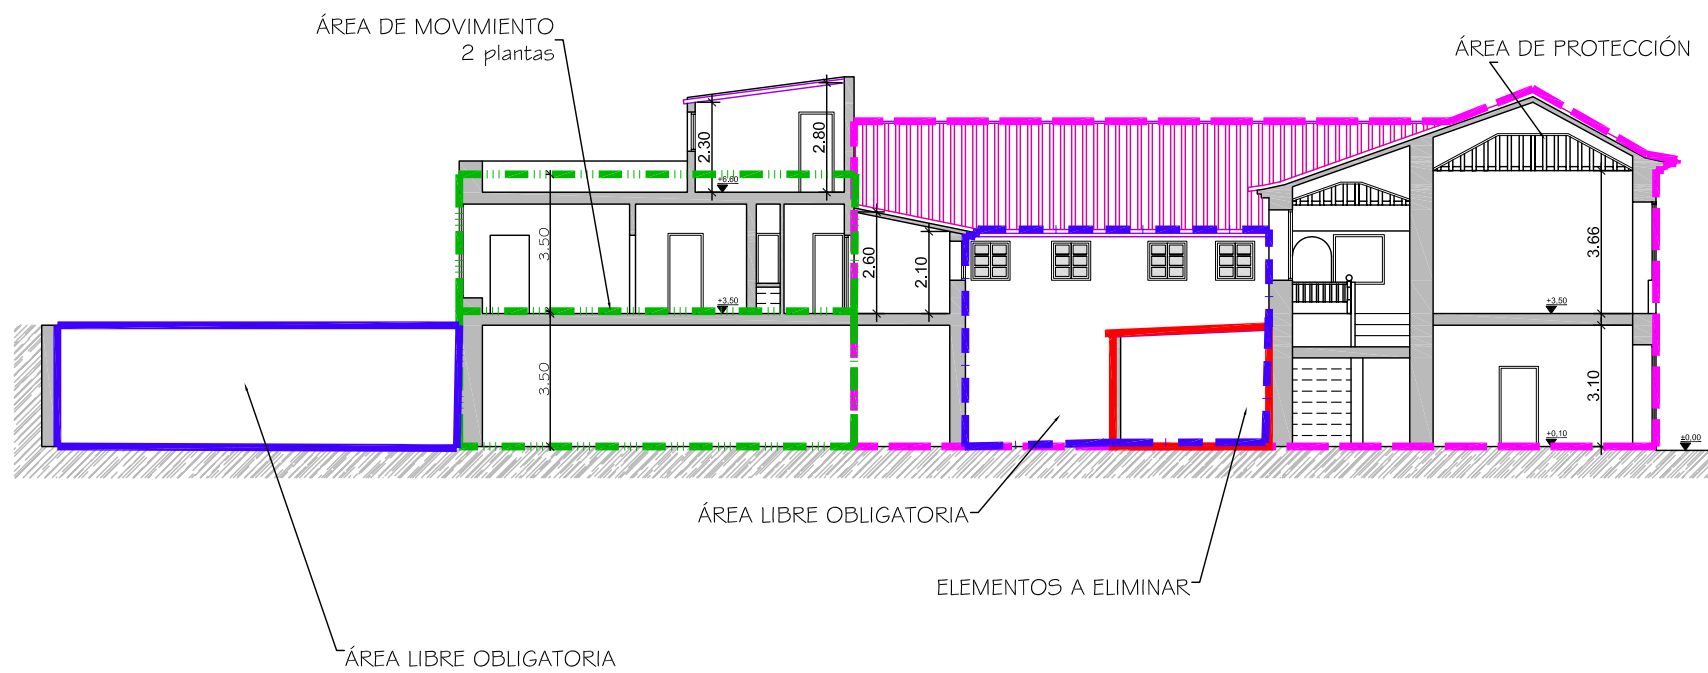 ÁREA DE MOVIMIENTO
2 plantas
ÁREA DE PROTECCIÓN
2.30
2.80
+6.60
3.50
2.60
2.10
3.66
+3.50
+3.50
3.50
3.10
+0.10
±0,00
ÁREA LIBRE OBLIGATORIA
ELEMENTOS A ELIMINAR
ÁREA LIBRE OBLIGATORIA